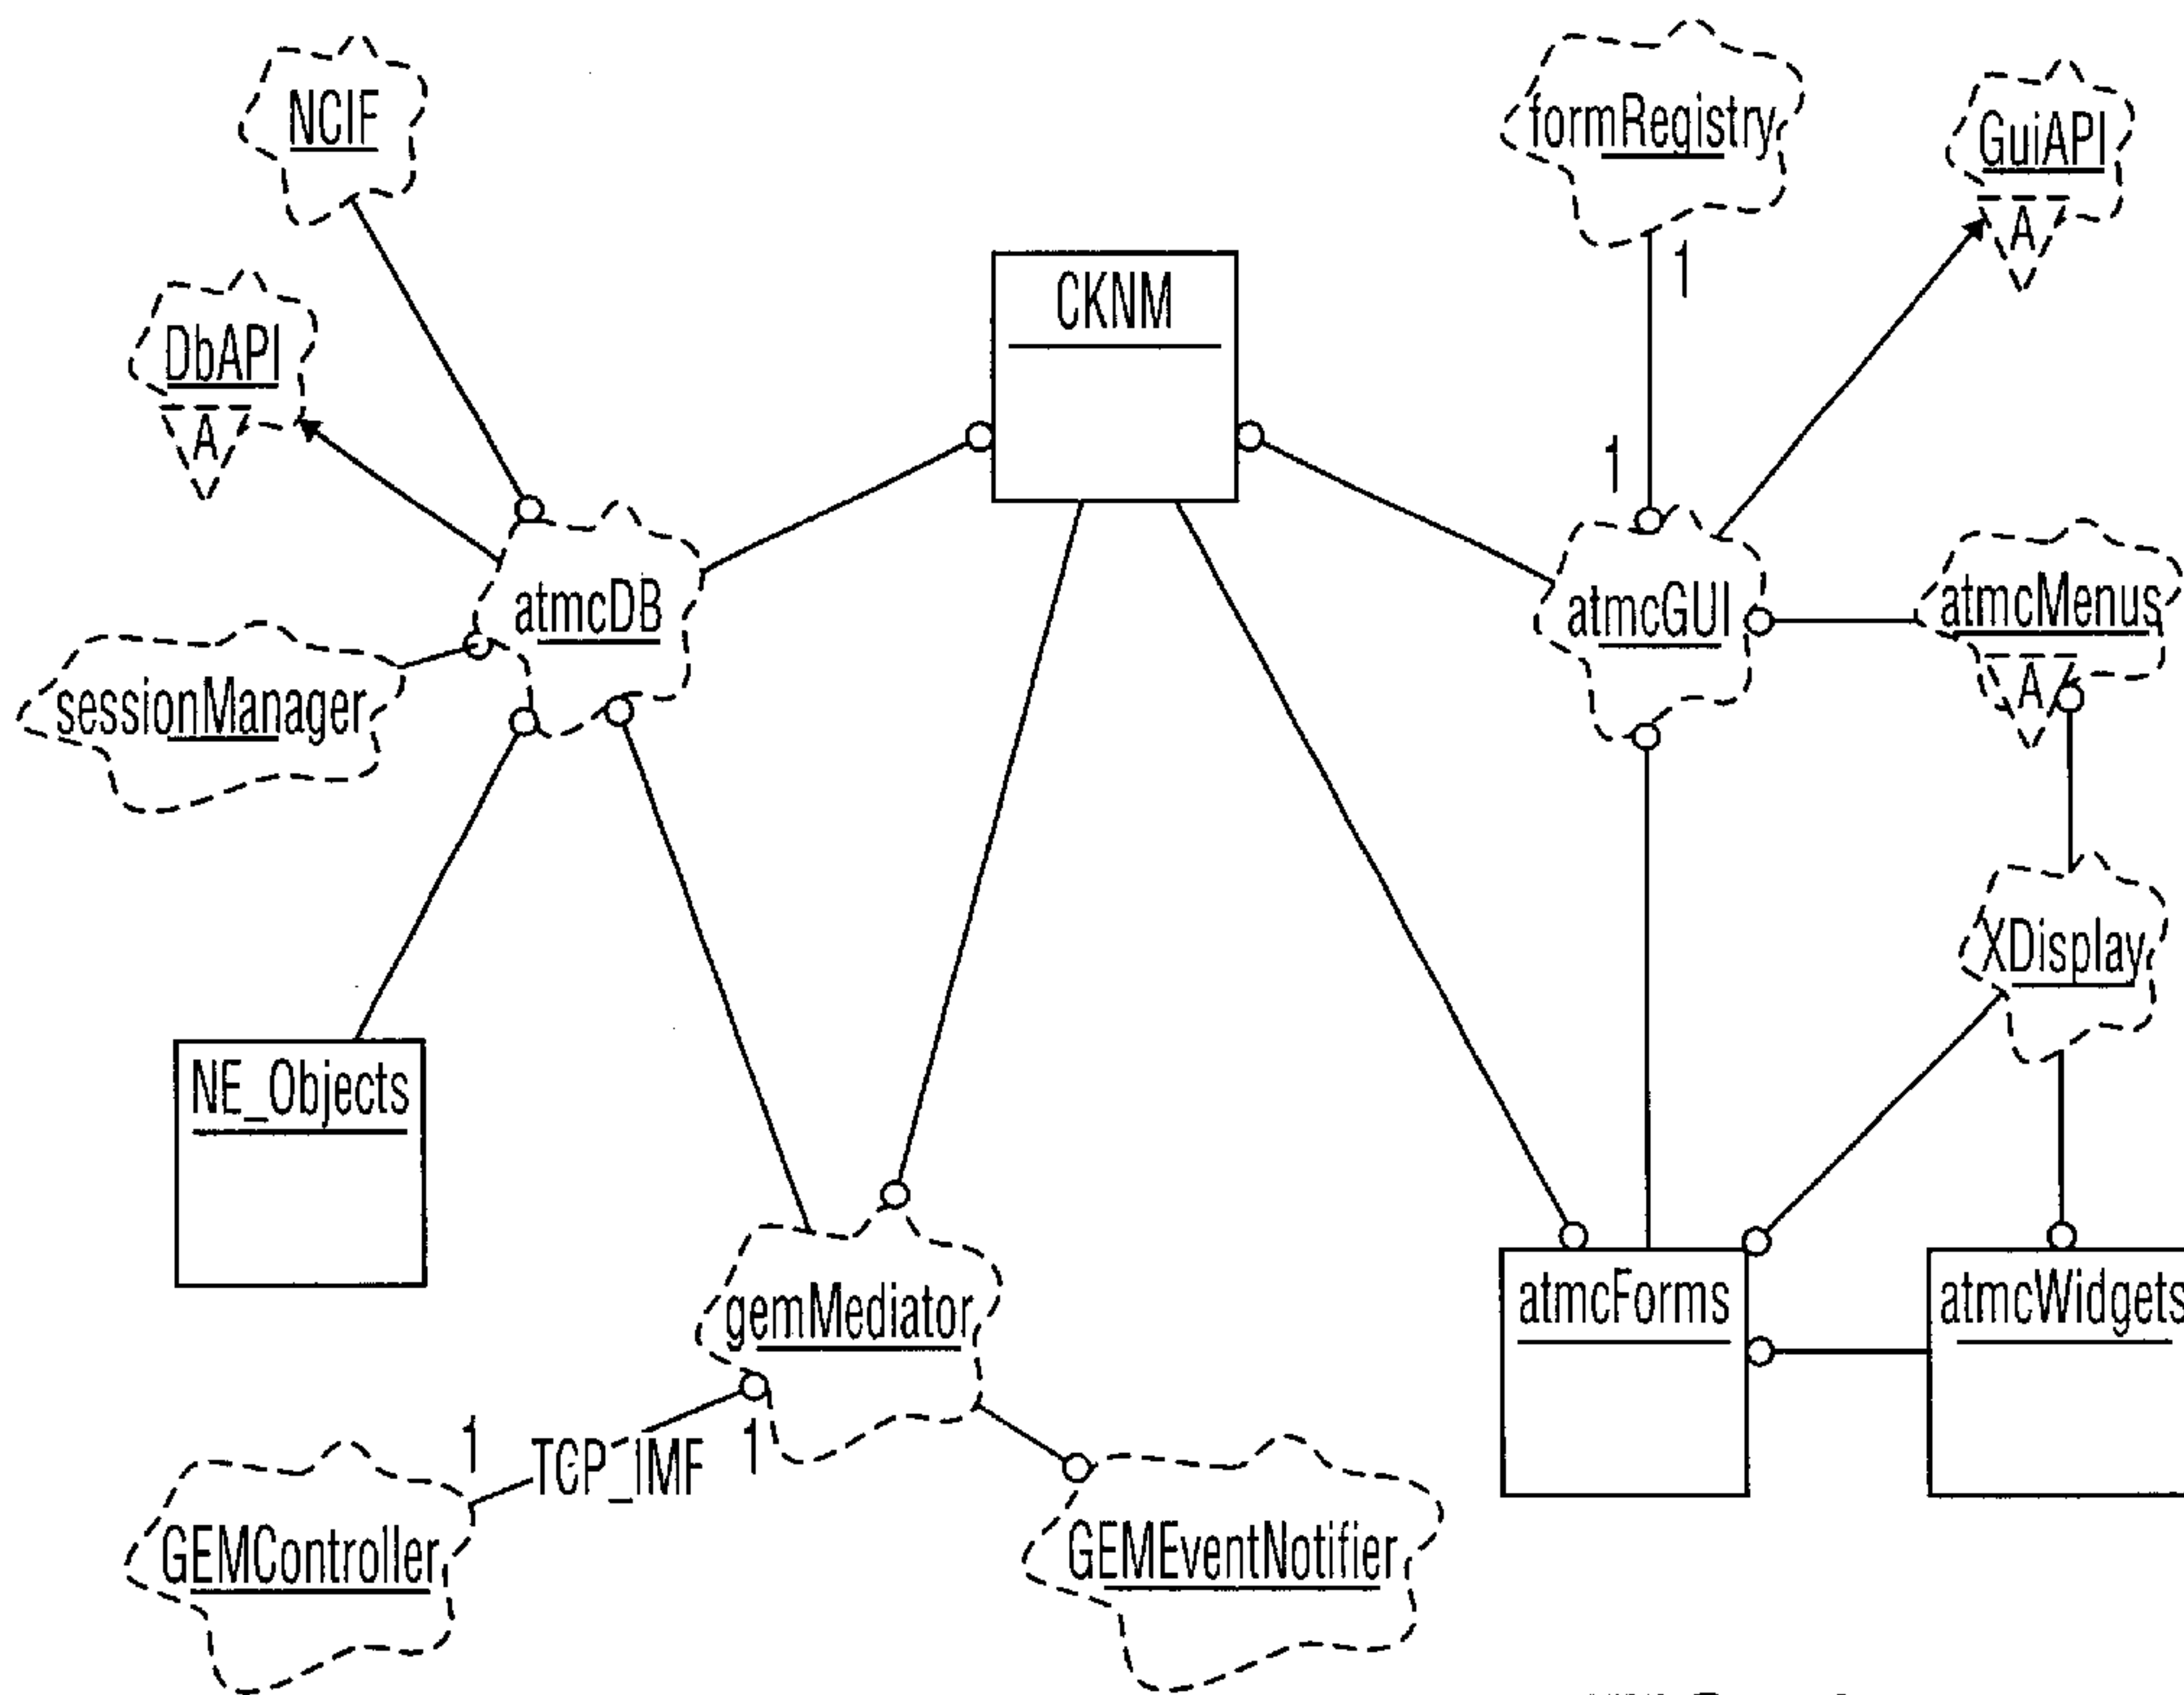 NCIF
formRegistry
GuiAPI
A
1
CKNM
DbAPI
A
1
atmcDB
atmcGUI
atmcMenus
A
sessionManager
XDisplay
NE_Objects
gemMediator
atmcForms
atmcWidgets
1
TCP_IMF
1
GEMController
GEMEventNotifier